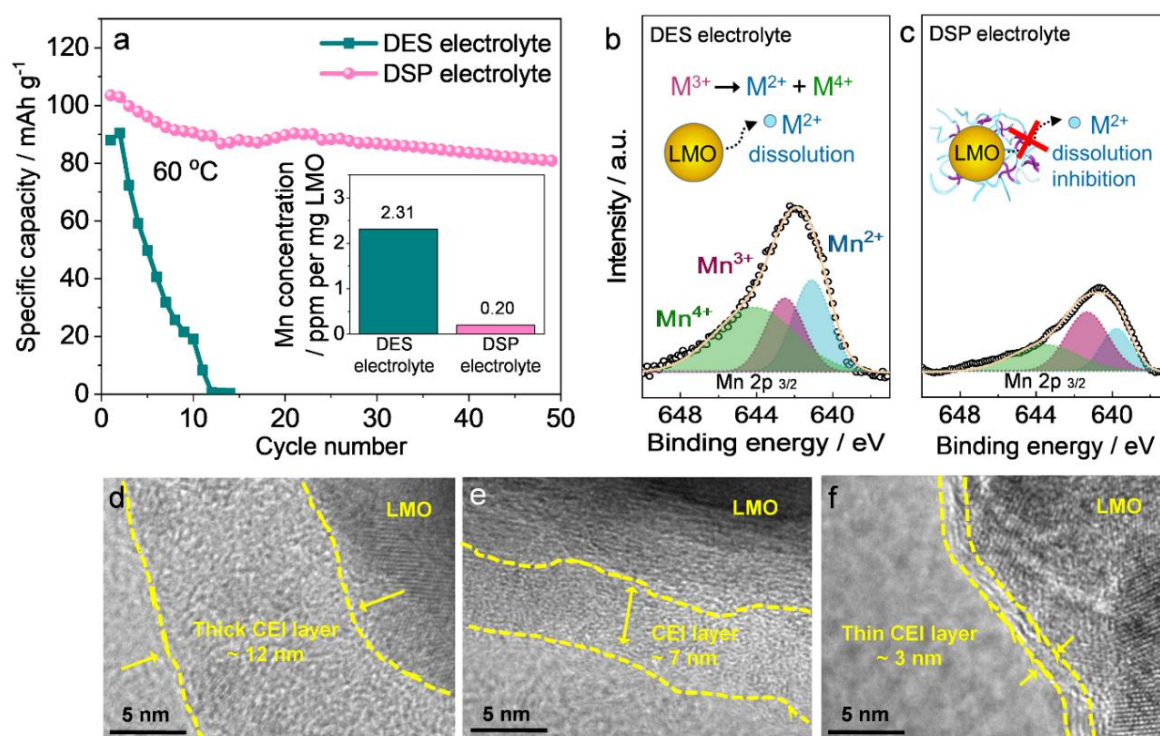 a
DES electrolyte
DSP electrolyte
60 °C
Specific capacity / mAh g⁻¹
120
100
80
60
40
20
0
0
10
20
30
40
50
Cycle number
Mn concentration
/ ppm per mg LMO
3
2
1
0
2.31
0.20
DES
electrolyte
DSP
electrolyte
b
DES electrolyte
M³⁺ → M²⁺ + M⁴⁺
LMO
M²⁺
dissolution
Intensity / a.u.
Mn²⁺
Mn³⁺
Mn⁴⁺
Mn 2p 3/2
648
644
640
Binding energy / eV
c
DSP electrolyte
LMO
M²⁺
dissolution
inhibition
Mn 2p 3/2
648
644
640
Binding energy / eV
d
LMO
Thick CEI layer
~ 12 nm
5 nm
e
LMO
CEI layer
~ 7 nm
5 nm
f
LMO
Thin CEI layer
~ 3 nm
5 nm